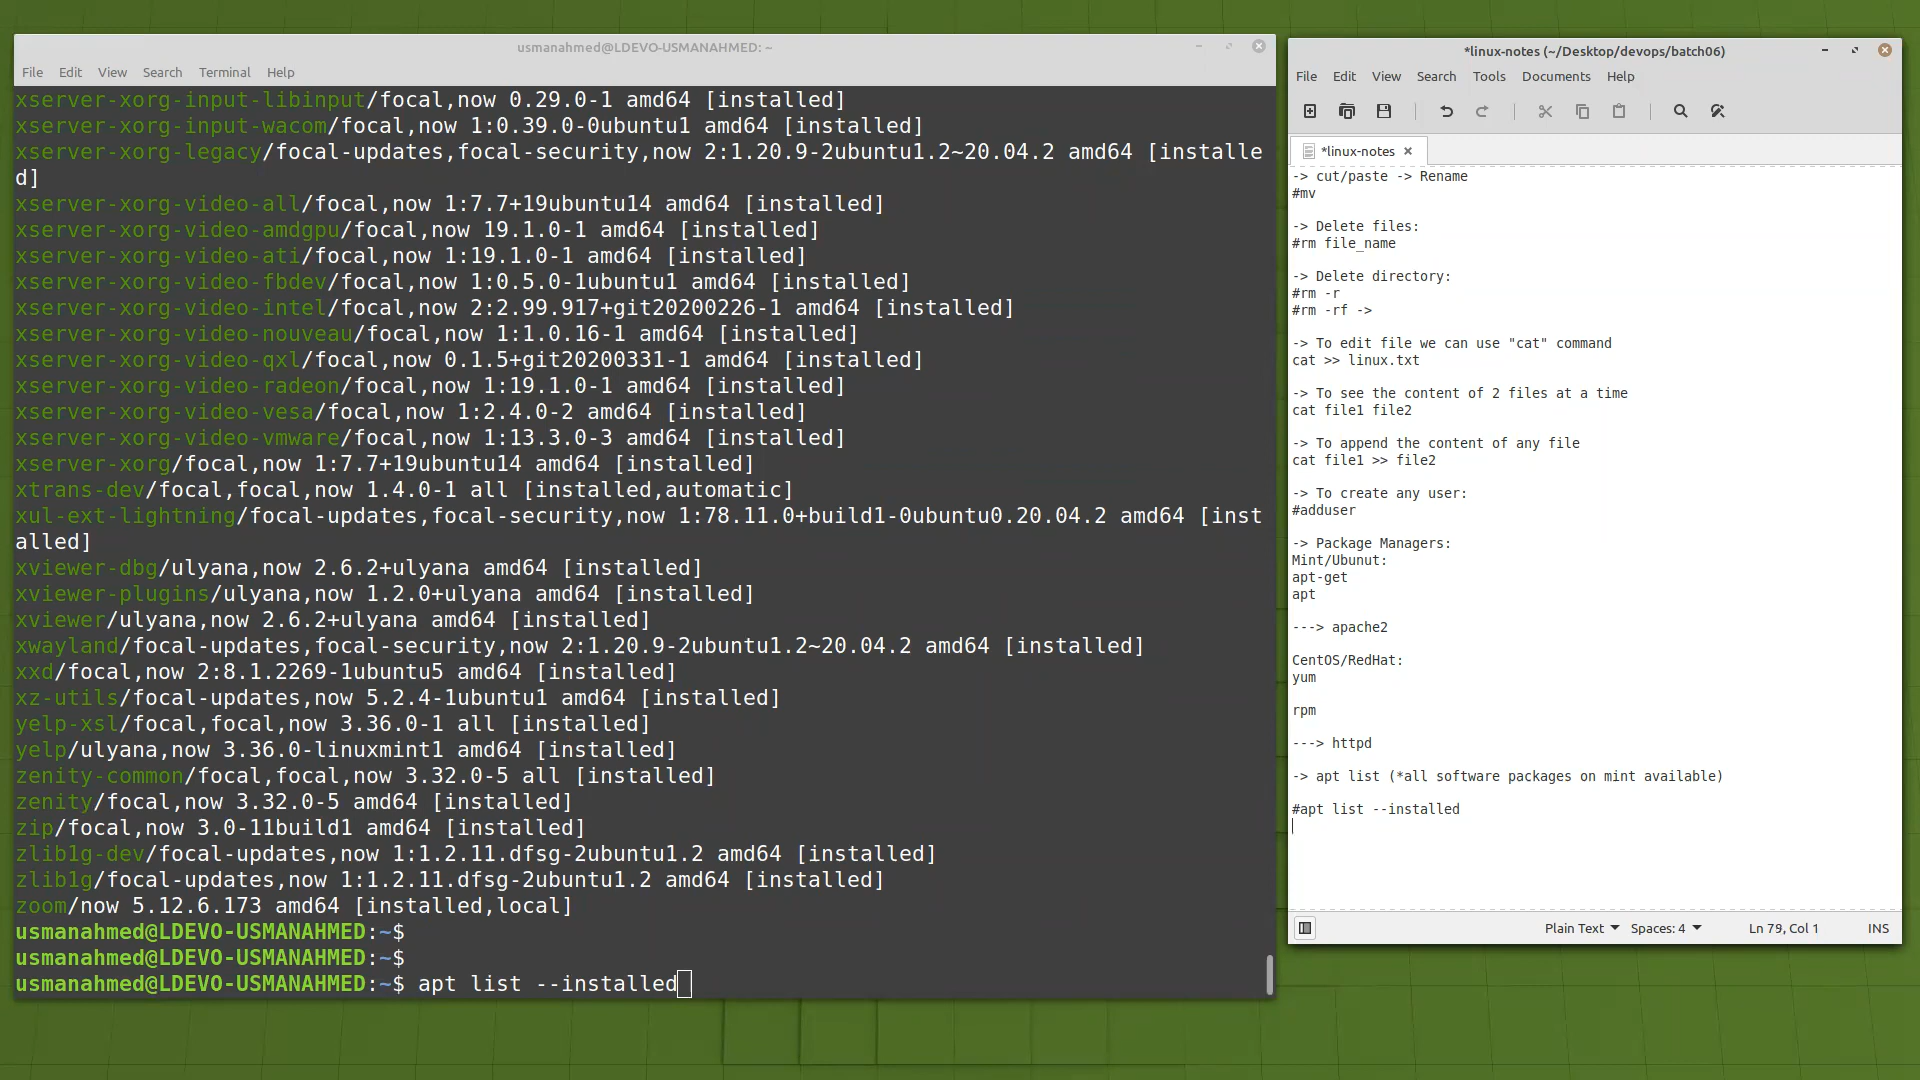 usmanahmed@LDEVO-USMANAHMED: ~
File Edit View Search Terminal Help
xserver-xorg-input-libinput/focal,now 0.29.0-1 amd64 [installed]
xserver-xorg-input-wacom/focal,now 1:0.39.0-0ubuntu1 amd64 [installed]
xserver-xorg-legacy/focal-updates,focal-security,now 2:1.20.9-2ubuntu1.2~20.04.2 amd64 [installe
d]
xserver-xorg-video-all/focal,now 1:7.7+19ubuntu14 amd64 [installed]
xserver-xorg-video-amdgpu/focal,now 19.1.0-1 amd64 [installed]
xserver-xorg-video-ati/focal,now 1:19.1.0-1 amd64 [installed]
xserver-xorg-video-fbdev/focal,now 1:0.5.0-1ubuntu1 amd64 [installed]
xserver-xorg-video-intel/focal,now 2:2.99.917+git20200226-1 amd64 [installed]
xserver-xorg-video-nouveau/focal,now 1:1.0.16-1 amd64 [installed]
xserver-xorg-video-qxl/focal,now 0.1.5+git20200331-1 amd64 [installed]
xserver-xorg-video-radeon/focal,now 1:19.1.0-1 amd64 [installed]
xserver-xorg-video-vesa/focal,now 1:2.4.0-2 amd64 [installed]
xserver-xorg-video-vmware/focal,now 1:13.3.0-3 amd64 [installed]
xserver-xorg/focal,now 1:7.7+19ubuntu14 amd64 [installed]
xtrans-dev/focal,focal,now 1.4.0-1 all [installed,automatic]
xul-ext-lightning/focal-updates,focal-security,now 1:78.11.0+build1-0ubuntu0.20.04.2 amd64 [inst
alled]
xviewer-dbg/ulyana,now 2.6.2+ulyana amd64 [installed]
xviewer-plugins/ulyana,now 1.2.0+ulyana amd64 [installed]
xviewer/ulyana,now 2.6.2+ulyana amd64 [installed]
xwayland/focal-updates,focal-security,now 2:1.20.9-2ubuntu1.2~20.04.2 amd64 [installed]
xxd/focal,now 2:8.1.2269-1ubuntu5 amd64 [installed]
xz-utils/focal-updates,now 5.2.4-1ubuntu1 amd64 [installed]
yelp-xsl/focal,focal,now 3.36.0-1 all [installed]
yelp/ulyana,now 3.36.0-linuxmint1 amd64 [installed]
zenity-common/focal,focal,now 3.32.0-5 all [installed]
zenity/focal,now 3.32.0-5 amd64 [installed]
zip/focal,now 3.0-11build1 amd64 [installed]
zlib1g-dev/focal-updates,now 1:1.2.11.dfsg-2ubuntu1.2 amd64 [installed]
zlib1g/focal-updates,now 1:1.2.11.dfsg-2ubuntu1.2 amd64 [installed]
zoom/now 5.12.6.173 amd64 [installed,local]
usmanahmed@LDEVO-USMANAHMED:~$
usmanahmed@LDEVO-USMANAHMED:~$
usmanahmed@LDEVO-USMANAHMED:~$ apt list --installed
*linux-notes (~/Desktop/devops/batch06)
File Edit View Search Tools Documents Help
*linux-notes
-> cut/paste -> Rename
#mv
-> Delete files:
#rm file_name
-> Delete directory:
#rm -r
#rm -rf ->
-> To edit file we can use "cat" command
cat >> linux.txt
-> To see the content of 2 files at a time
cat file1 file2
-> To append the content of any file
cat file1 >> file2
-> To create any user:
#adduser
-> Package Managers:
Mint/Ubunut:
apt-get
apt
---> apache2
CentOS/RedHat:
yum
rpm
---> httpd
-> apt list (*all software packages on mint available)
#apt list --installed
Plain Text Spaces: 4 Ln 79, Col 1 INS